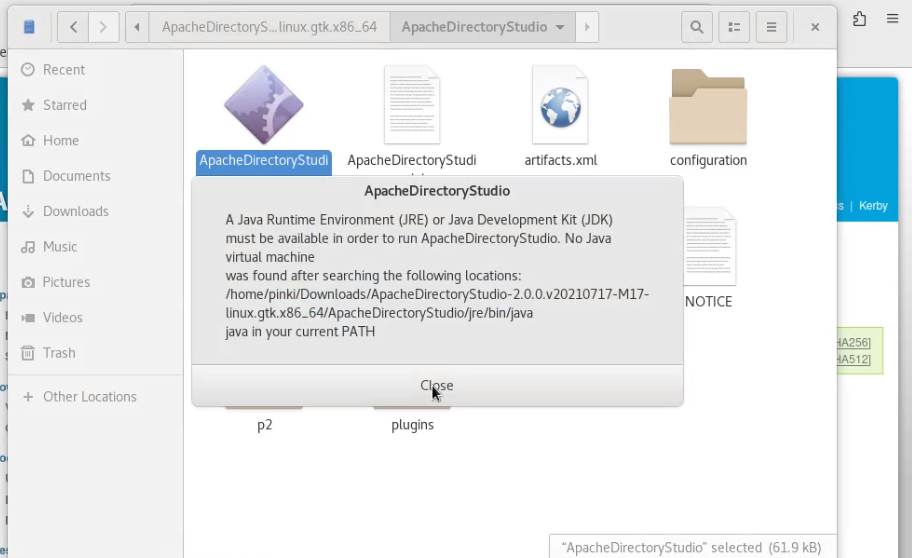 ApacheDirectoryS...linux.gtk.x86_64
ApacheDirectoryStudio
Recent
Starred
Home
Documents
Downloads
Music
Pictures
Videos
Trash
Other Locations
ApacheDirectoryStudi
ApacheDirectoryStudi
artifacts.xml
configuration
ApacheDirectoryStudio
A Java Runtime Environment (JRE) or Java Development Kit (JDK)
must be available in order to run ApacheDirectoryStudio. No Java
virtual machine
was found after searching the following locations:
/home/pinki/Downloads/ApacheDirectoryStudio-2.0.0.v20210717-M17-
linux.gtk.x86_64/ApacheDirectoryStudio/jre/bin/java
java in your current PATH
Close
NOTICE
p2
plugins
"ApacheDirectoryStudio" selected (61.9 kB)
| Kerby
HA256]
HA512]